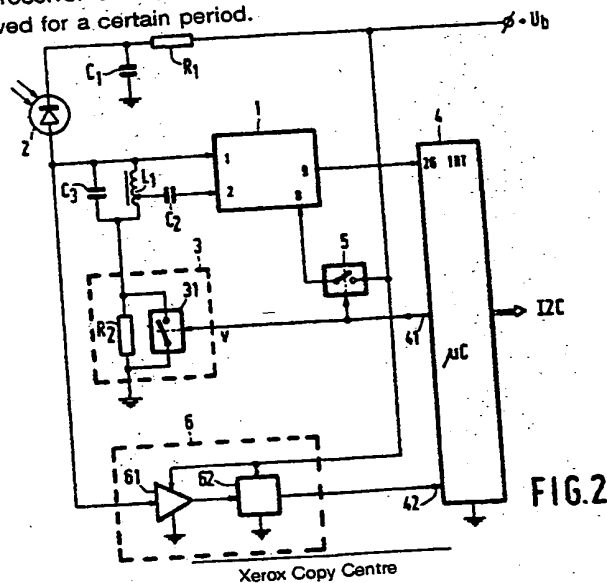 ved for a certain period.
+Ub
R1
C1
2
1
4
1
2
9
8
26 INT
C3
L1
C2
5
3
31
R2
V
41
μC
I2C
6
61
62
42
FIG.2
Xerox Copy Centre